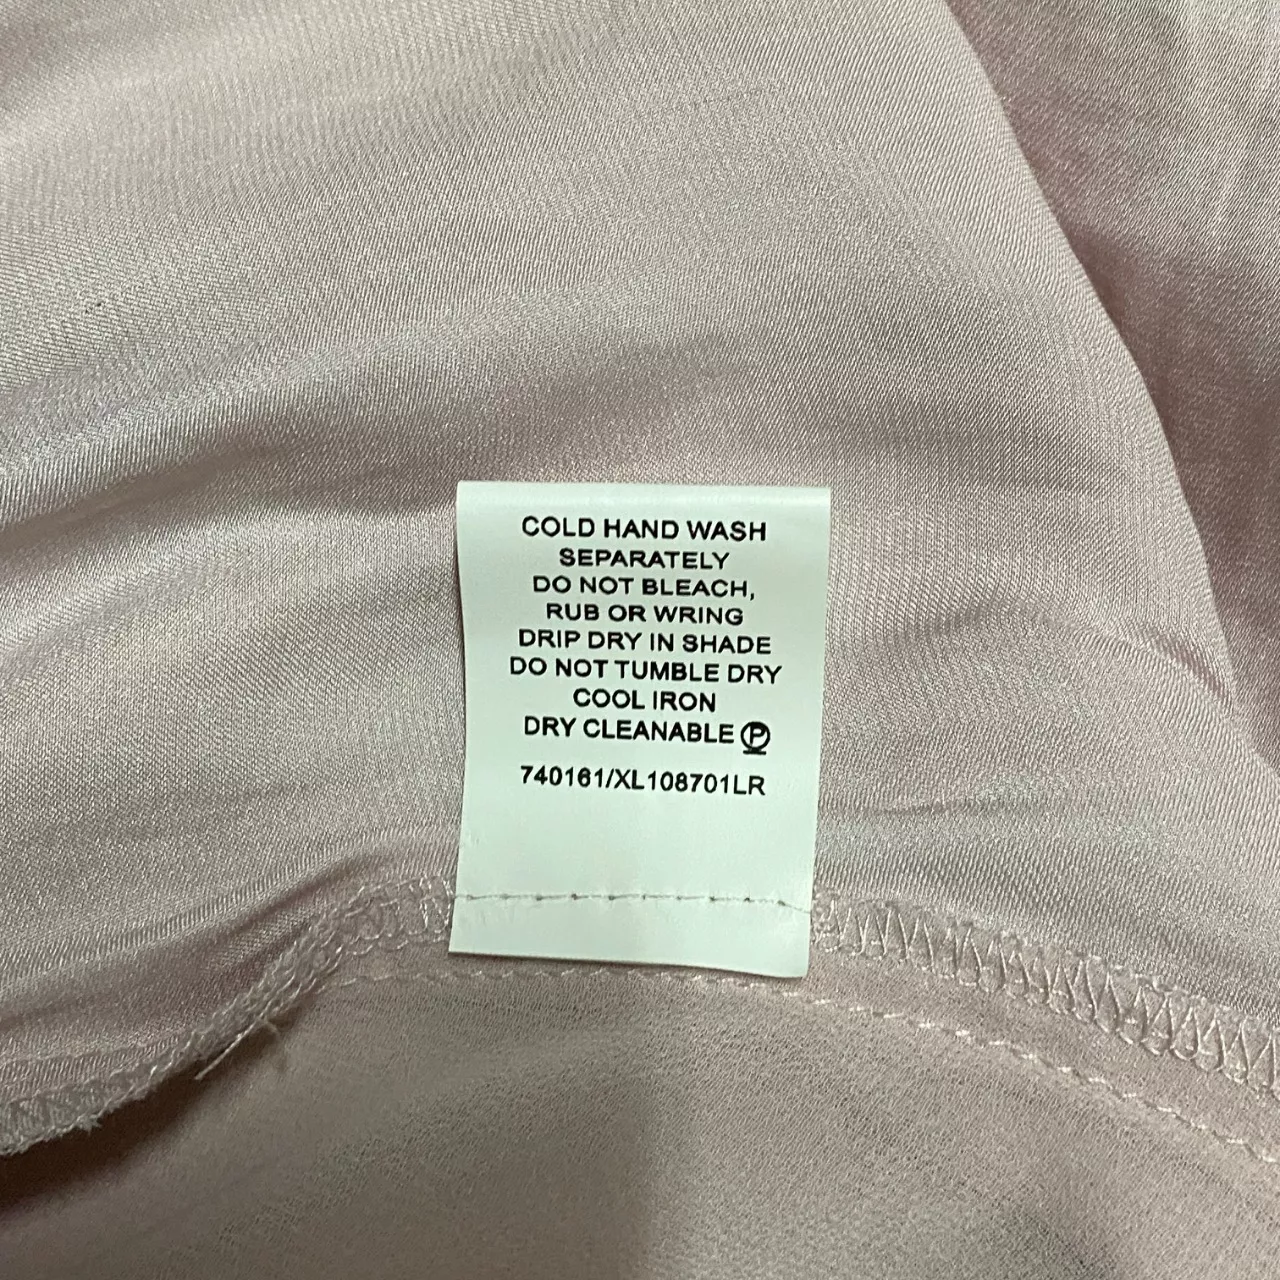 COLD HAND WASH
SEPARATELY
DO NOT BLEACH,
RUB OR WRING
DRIP DRY IN SHADE
DO NOT TUMBLE DRY
COOL IRON
DRY CLEANABLE Ⓟ
740161/XL108701LR